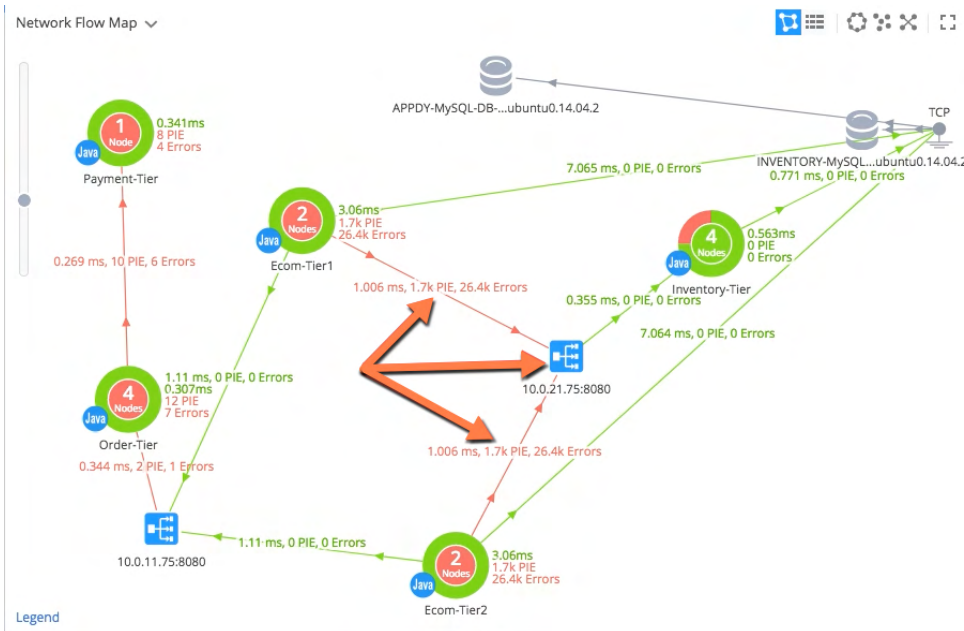 Network Flow Map
APPDY-MySQL-DB-...ubuntu0.14.04.2
TCP
INVENTORY-MySQL...ubuntu0.14.04.2
1
Node
Java
0.341ms
8 PIE
4 Errors
Payment-Tier
7.065 ms, 0 PIE, 0 Errors
0.771 ms, 0 PIE, 0 Errors
2
Nodes
Java
3.06ms
1.7k PIE
26.4k Errors
Ecom-Tier1
4
Nodes
Java
0.563ms
0 PIE
0 Errors
Inventory-Tier
0.269 ms, 10 PIE, 6 Errors
1.006 ms, 1.7k PIE, 26.4k Errors
0.355 ms, 0 PIE, 0 Errors
7.064 ms, 0 PIE, 0 Errors
10.0.21.75:8080
1.11 ms, 0 PIE, 0 Errors
4
Nodes
Java
0.307ms
12 PIE
7 Errors
Order-Tier
1.006 ms, 1.7k PIE, 26.4k Errors
0.344 ms, 2 PIE, 1 Errors
10.0.11.75:8080
1.11 ms, 0 PIE, 0 Errors
2
Nodes
Java
3.06ms
1.7k PIE
26.4k Errors
Ecom-Tier2
Legend